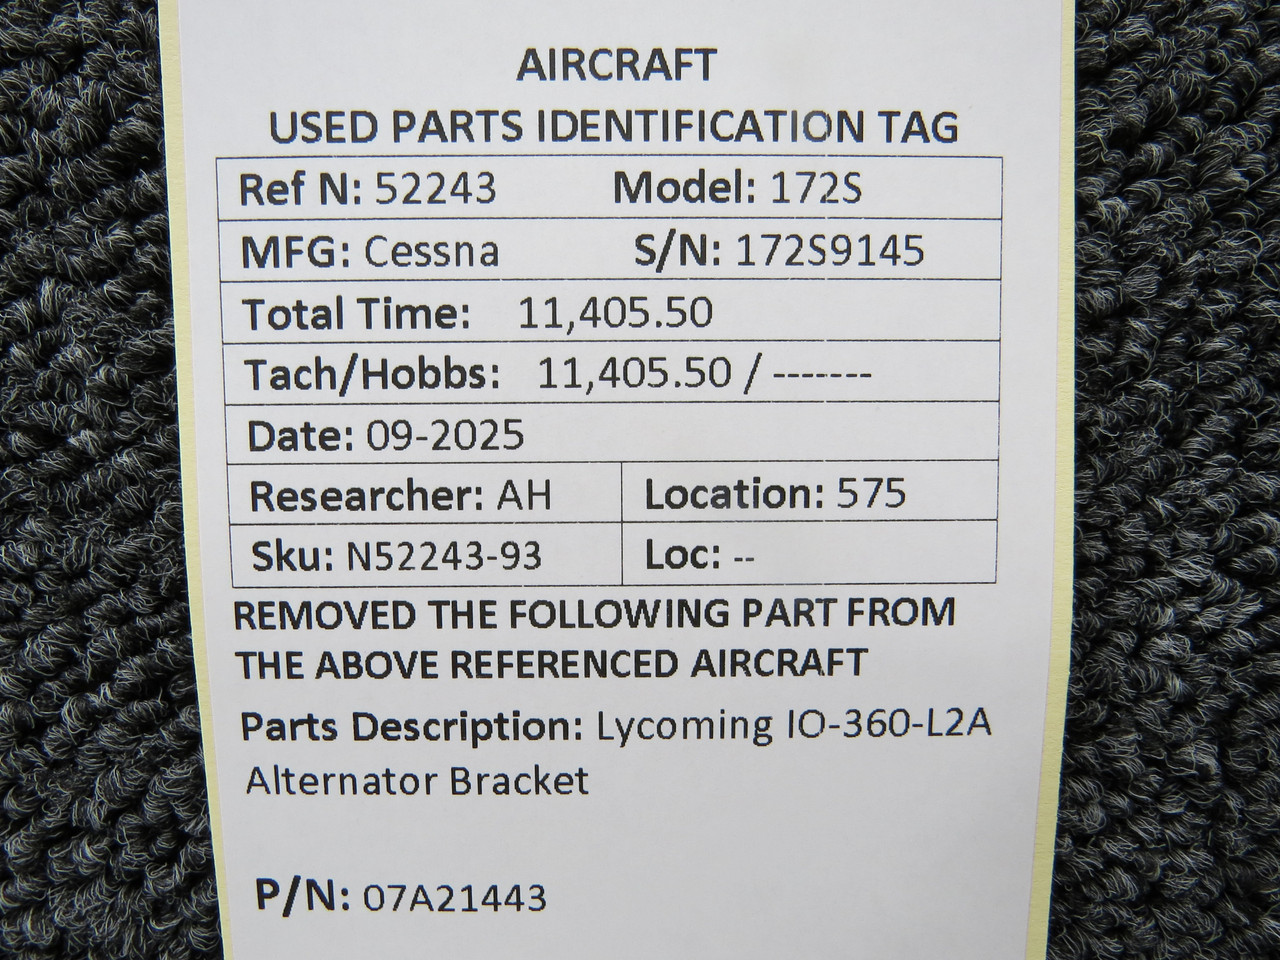 AIRCRAFT
USED PARTS IDENTIFICATION TAG
Ref N: 52243 Model: 172S
MFG: Cessna S/N: 172S9145
Total Time: 11,405.50
Tach/Hobbs: 11,405.50 / -------
Date: 09-2025
Researcher: AH Location: 575
Sku: N52243-93 Loc: --
REMOVED THE FOLLOWING PART FROM
THE ABOVE REFERENCED AIRCRAFT
Parts Description: Lycoming IO-360-L2A
Alternator Bracket
P/N: 07A21443